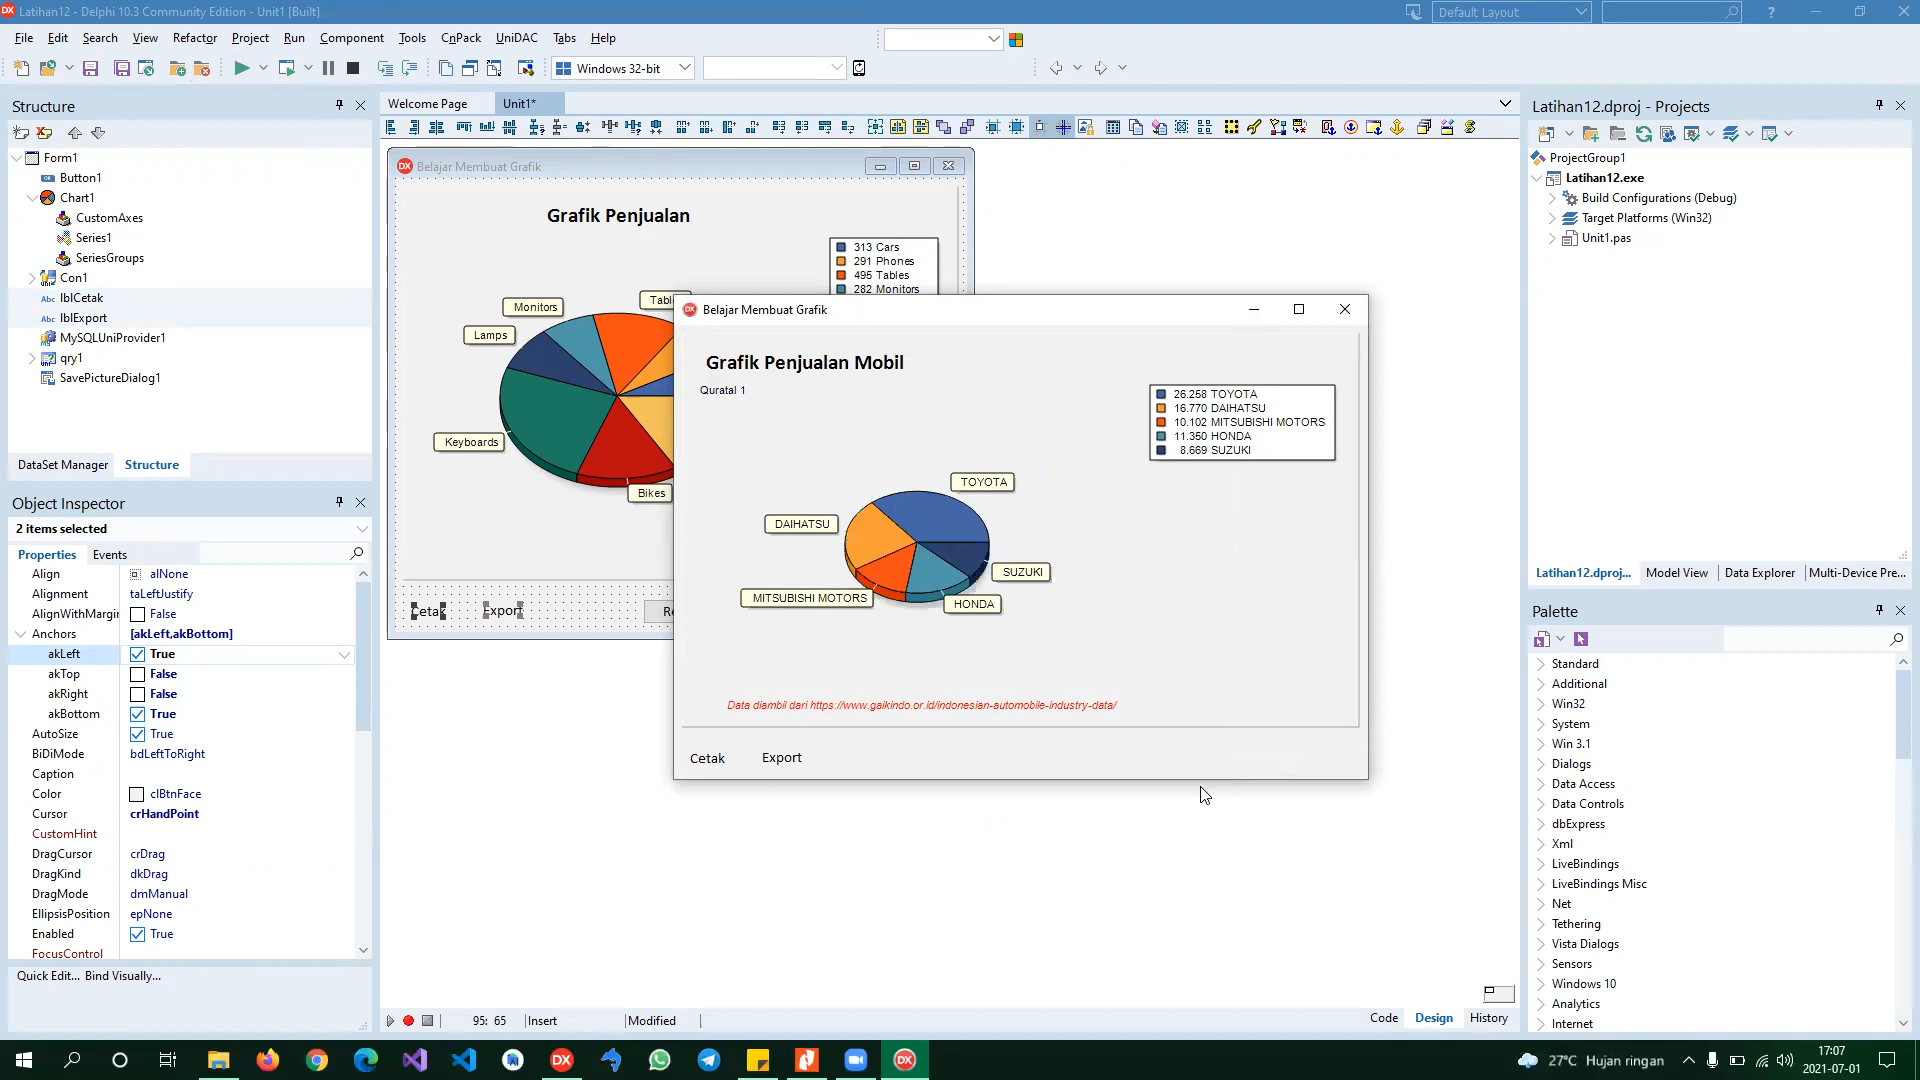 Latihan12 - Delphi 10.3 Community Edition - Unit1 [Built]
Default Layout
File Edit Search View Refactor Project Run Component Tools CnPack UniDAC Tabs Help
Windows 32-bit
Structure
Form1
Button1
Chart1
CustomAxes
Series1
SeriesGroups
Con1
lblCetak
lblExport
MySQLUniProvider1
qry1
SavePictureDialog1
DataSet Manager
Structure
Object Inspector
2 items selected
Properties
Events
Align alNone
Alignment taLeftJustify
AlignWithMargin False
Anchors [akLeft,akBottom]
akLeft True
akTop False
akRight False
akBottom True
AutoSize True
BiDiMode bdLeftToRight
Caption
Color clBtnFace
Cursor crHandPoint
CustomHint
DragCursor crDrag
DragKind dkDrag
DragMode dmManual
EllipsisPosition epNone
Enabled True
FocusControl
Quick Edit... Bind Visually...
Welcome Page
Unit1*
Belajar Membuat Grafik
Grafik Penjualan
313 Cars
291 Phones
495 Tables
282 Monitors
Monitors
Lamps
Keyboards
Bikes
Cetak
Export
Belajar Membuat Grafik
Grafik Penjualan Mobil
Quratal 1
26.258 TOYOTA
16.770 DAIHATSU
10.102 MITSUBISHI MOTORS
11.350 HONDA
8.669 SUZUKI
TOYOTA
DAIHATSU
SUZUKI
MITSUBISHI MOTORS
HONDA
Data diambil dari https://www.gaikindo.or.id/indonesian-automobile-industry-data/
Cetak
Export
95: 65
Insert
Modified
Code
Design
History
Latihan12.dproj - Projects
ProjectGroup1
Latihan12.exe
Build Configurations (Debug)
Target Platforms (Win32)
Unit1.pas
Latihan12.dproj...
Model View
Data Explorer
Multi-Device Pre...
Palette
Standard
Additional
Win32
System
Win 3.1
Dialogs
Data Access
Data Controls
dbExpress
Xml
LiveBindings
LiveBindings Misc
Net
Tethering
Vista Dialogs
Sensors
Windows 10
Analytics
Internet
27°C Hujan ringan
17:07
2021-07-01